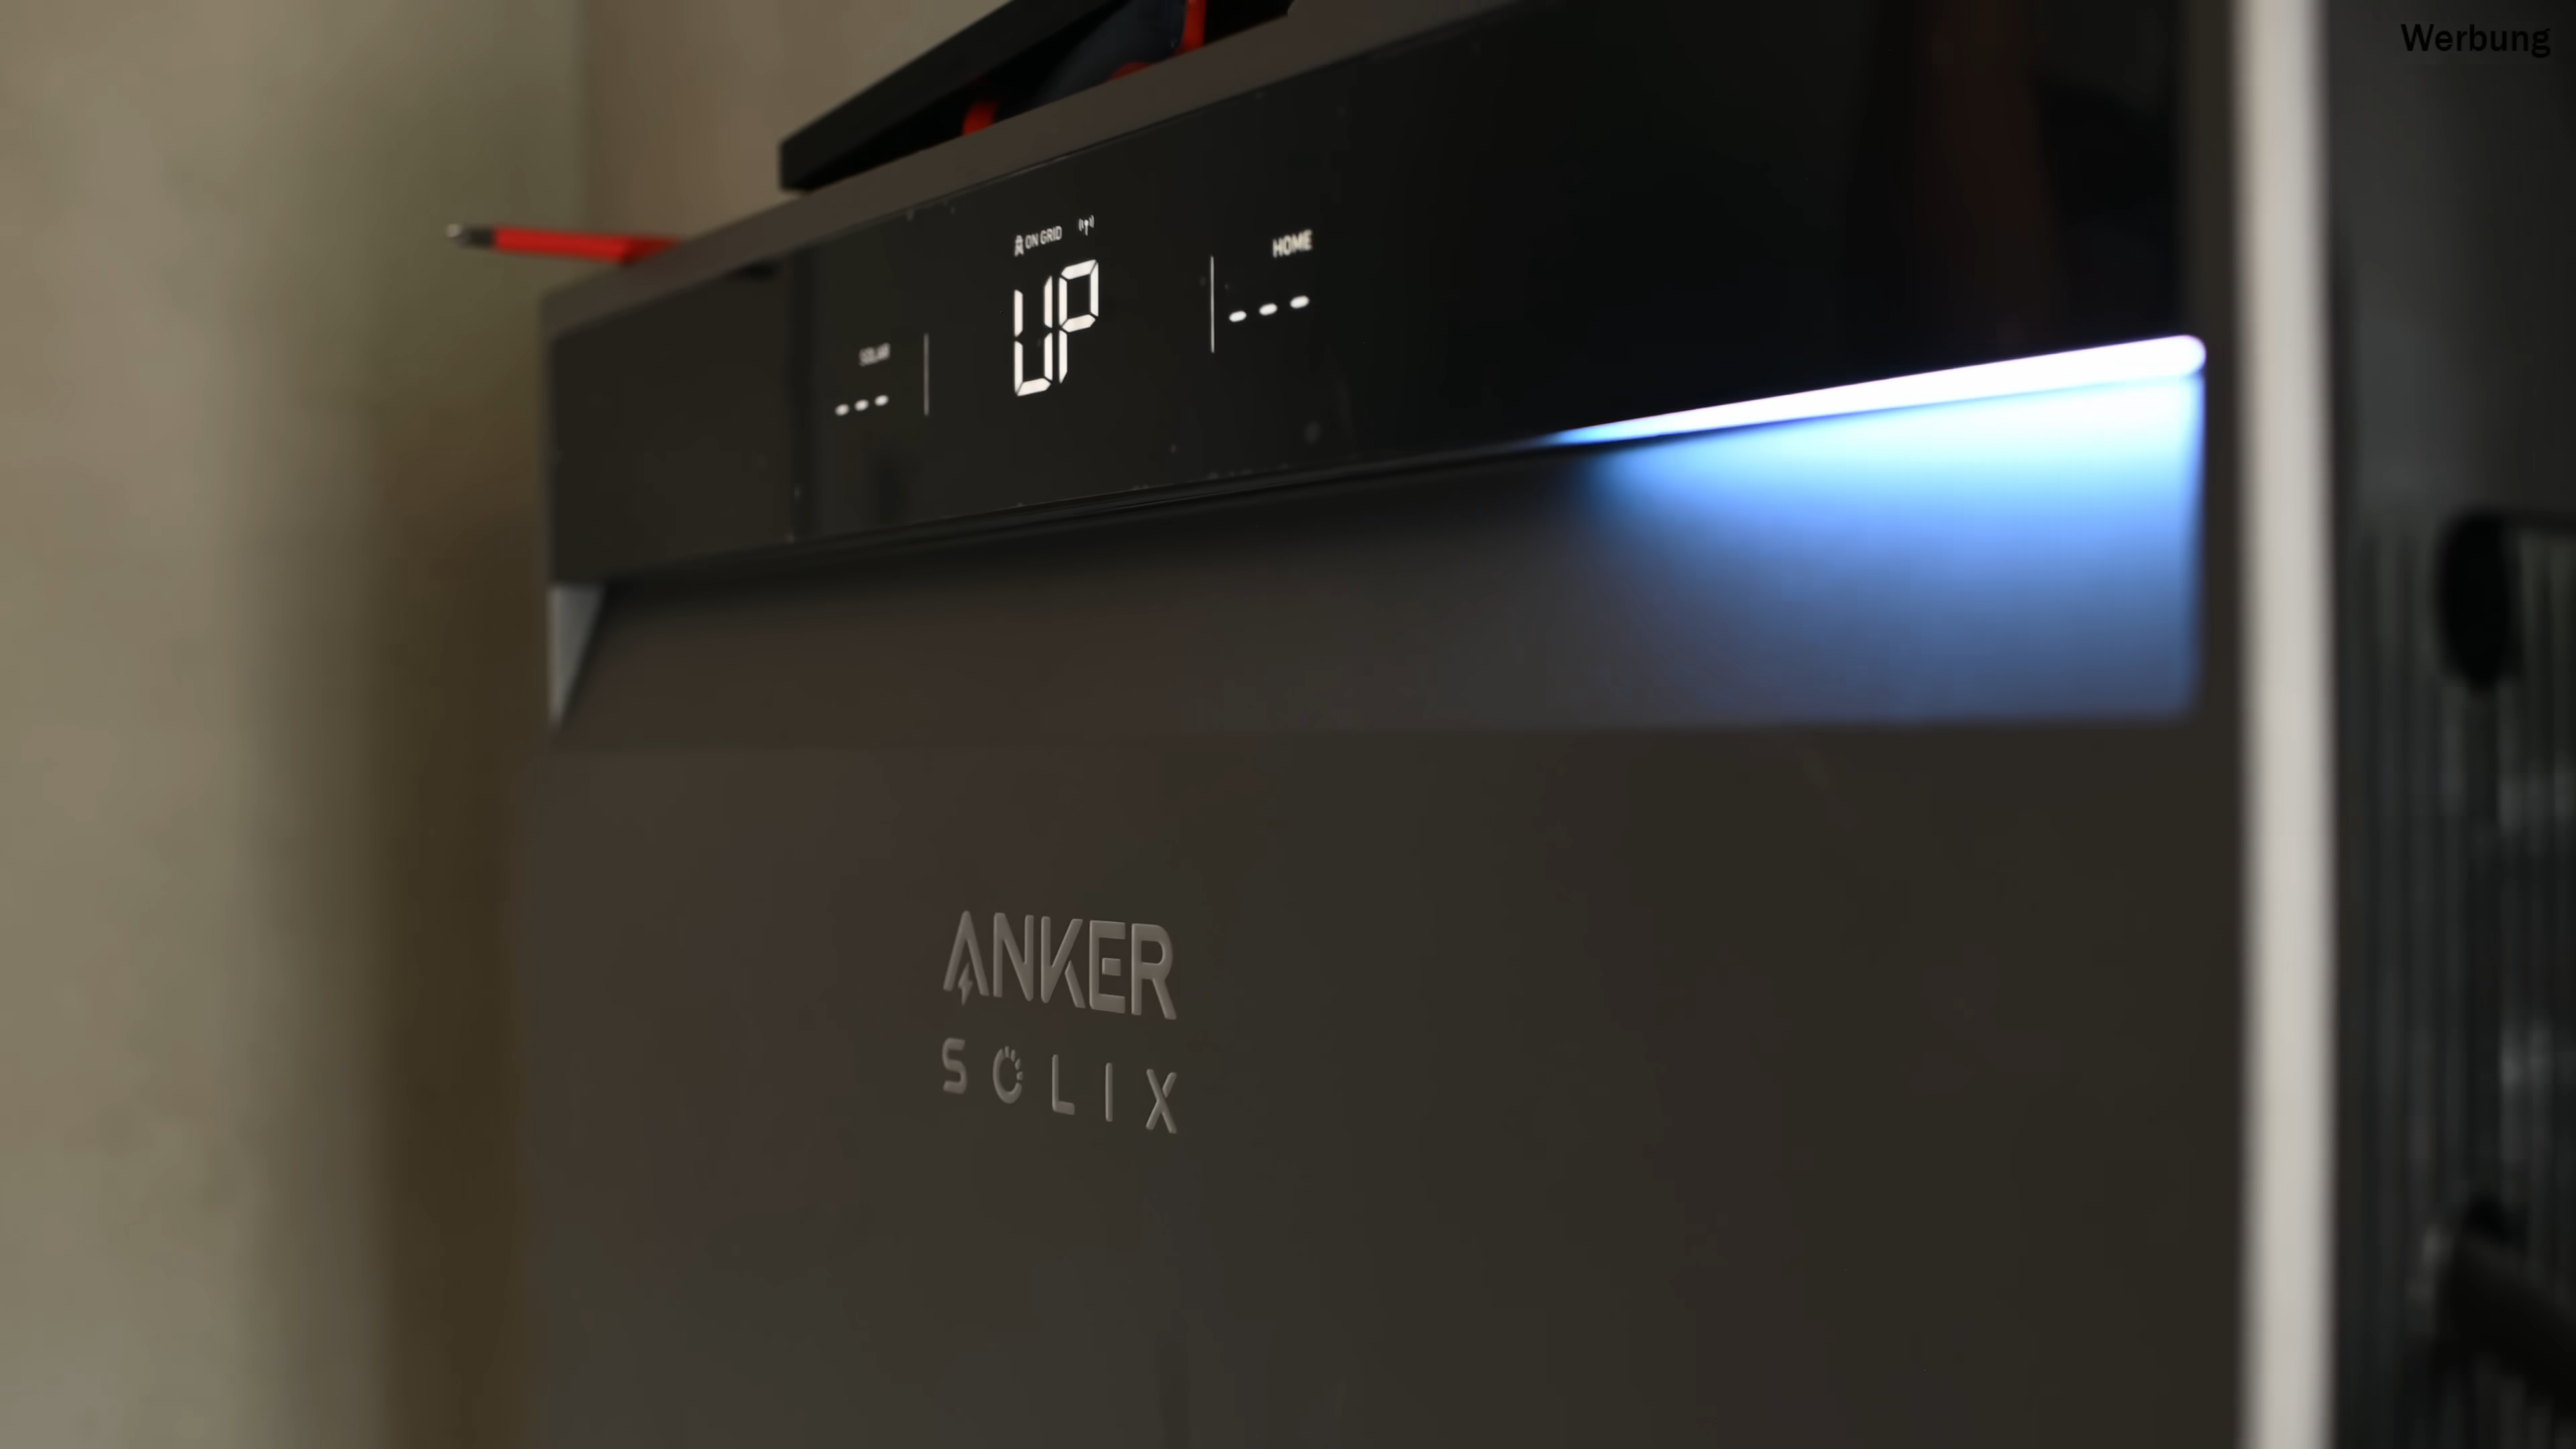 Werbung
ON GRID
HOME
UP
---
SOLAR
---
ANKER
SOLIX